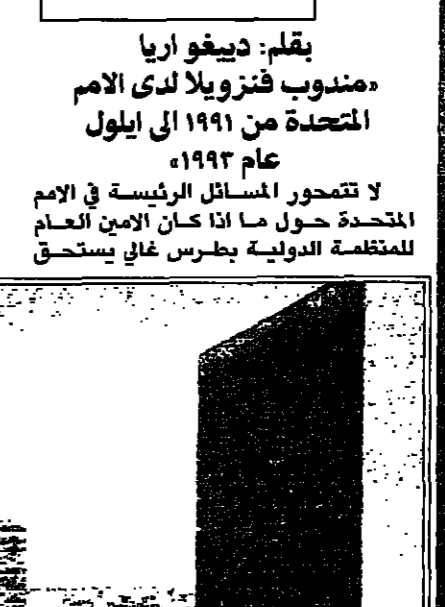 بقلم: دييغو اريا
«مندوب فنزويلا لدى الامم
المتحدة من ١٩٩١ الى ايلول
عام ١٩٩٣»
لا تتمحور المسائل الرئيسة في الامم
المتحدة حول ما اذا كان الامين العام
للمنظمة الدولية بطرس غالي يستحق